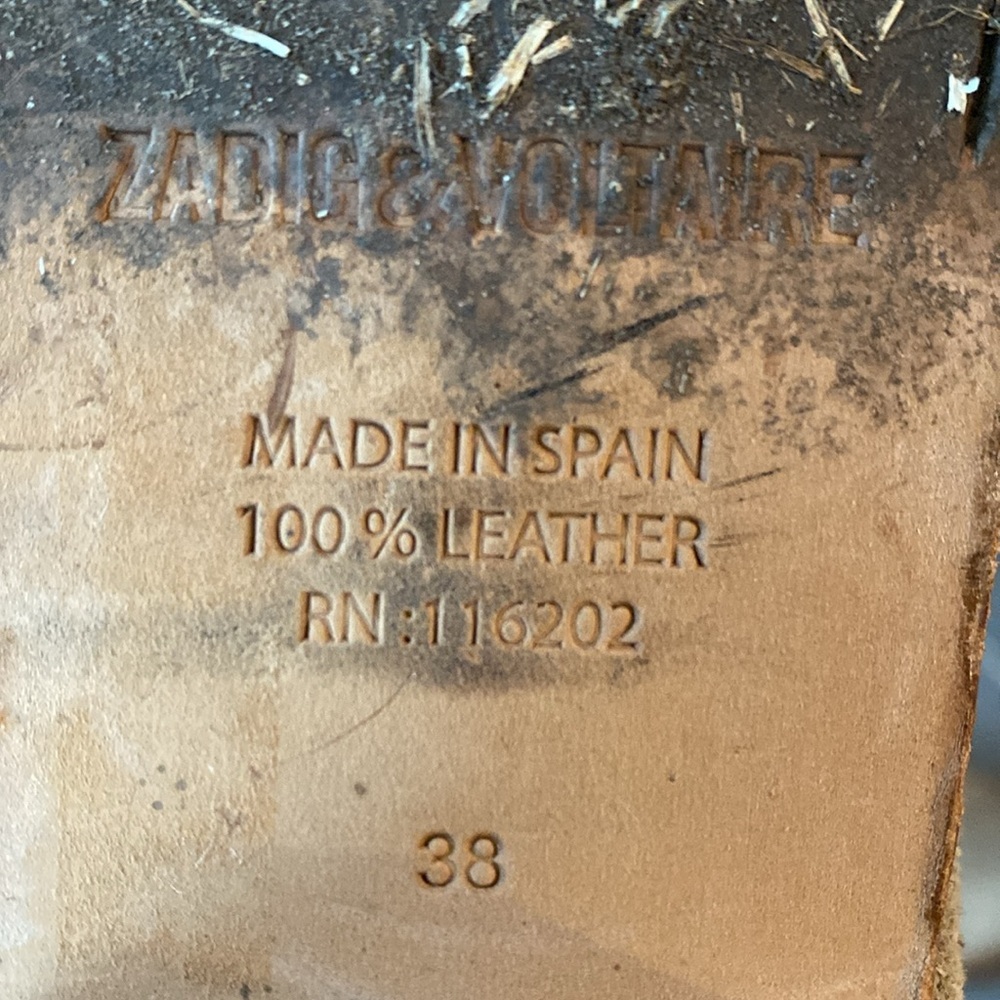 ZADIG&VOLTAIRE
MADE IN SPAIN
100 % LEATHER
RN :116202
38